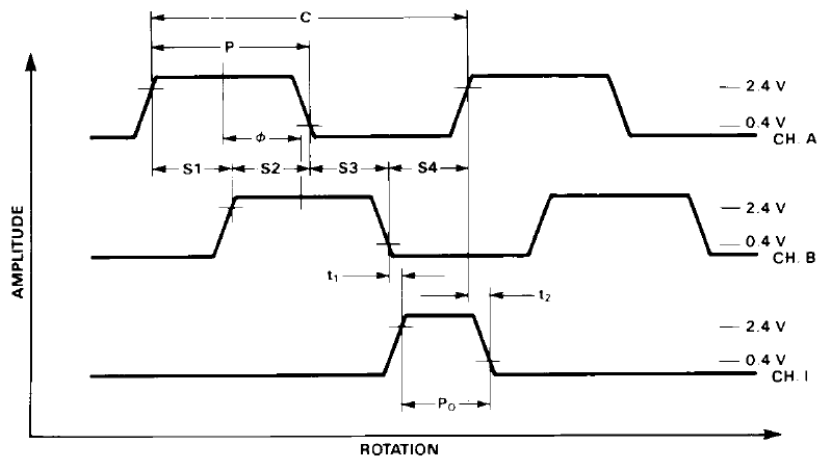 C
P
2.4 V
0.4 V
CH. A
ϕ
S1 S2 S3 S4
2.4 V
0.4 V
CH. B
t₁
t₂
2.4 V
0.4 V
CH. I
P₀
AMPLITUDE
ROTATION